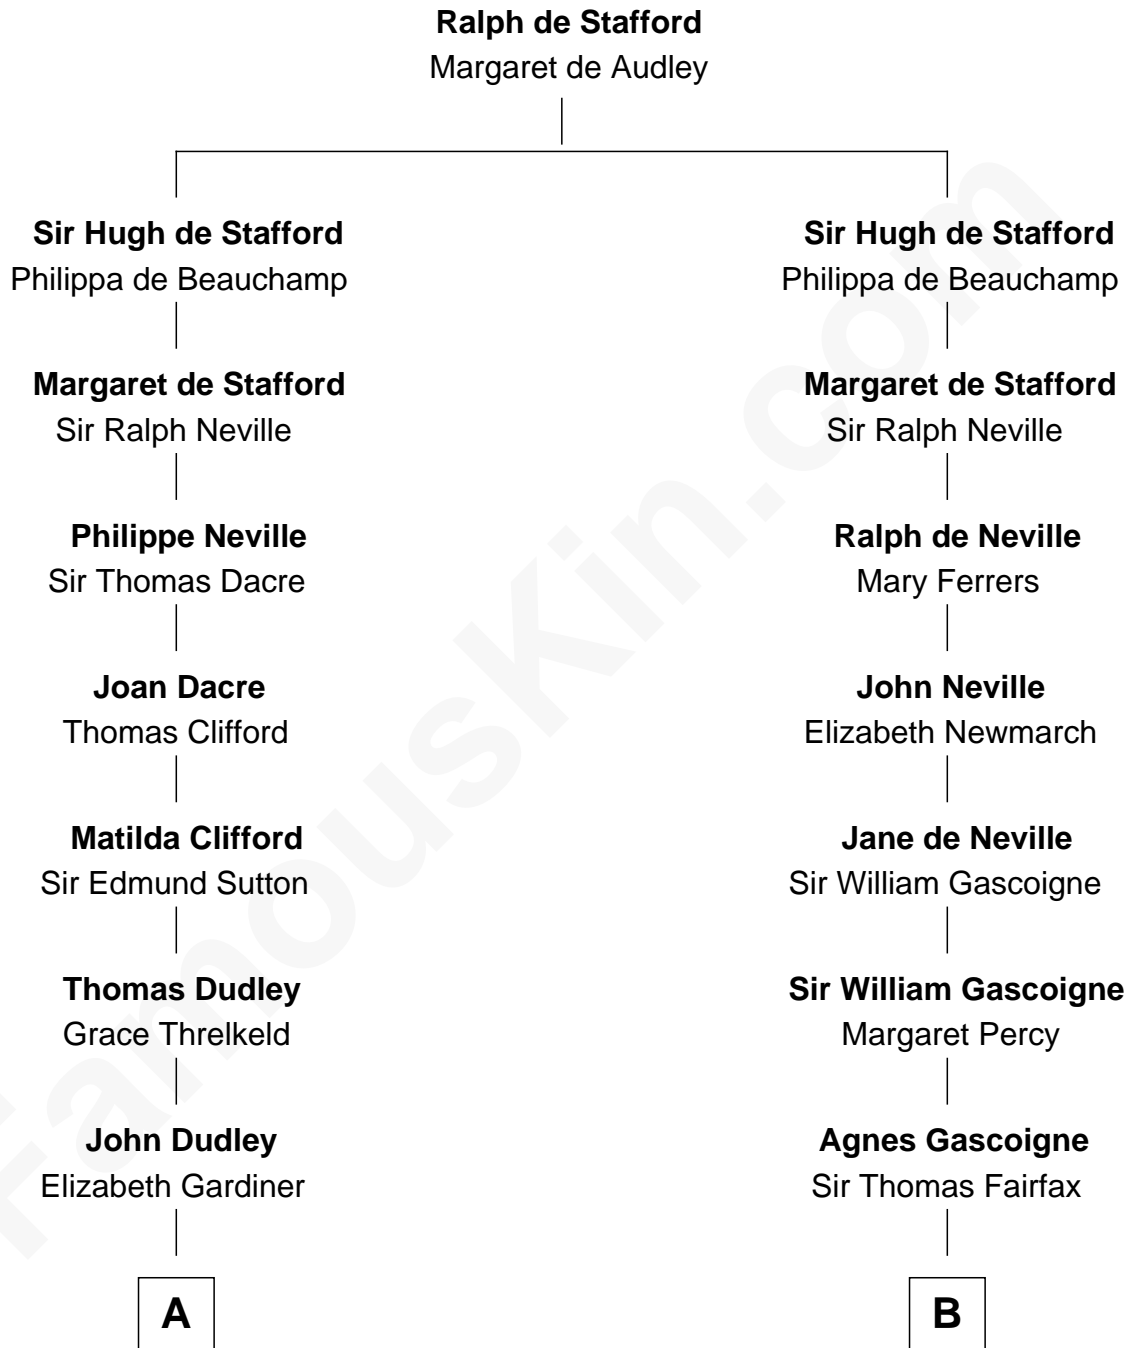 Ralph de Stafford
Margaret de Audley
Sir Hugh de Stafford
Philippa de Beauchamp
Margaret de Stafford
Sir Ralph Neville
Philippe Neville
Sir Thomas Dacre
Joan Dacre
Thomas Clifford
Matilda Clifford
Sir Edmund Sutton
Thomas Dudley
Grace Threlkeld
John Dudley
Elizabeth Gardiner
A
Sir Hugh de Stafford
Philippa de Beauchamp
Margaret de Stafford
Sir Ralph Neville
Ralph de Neville
Mary Ferrers
John Neville
Elizabeth Newmarch
Jane de Neville
Sir William Gascoigne
Sir William Gascoigne
Margaret Percy
Agnes Gascoigne
Sir Thomas Fairfax
B
FamousKin.com